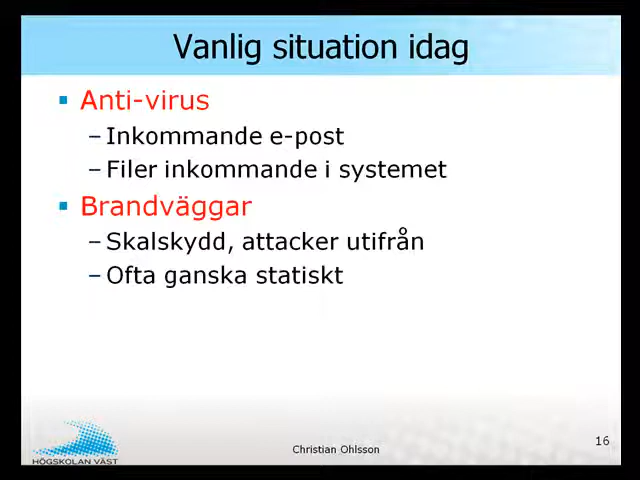 Vanlig situation idag
Anti-virus
– Inkommande e-post
– Filer inkommande i systemet
Brandväggar
– Skalskydd, attacker utifrån
– Ofta ganska statiskt
HÖGSKOLAN VÄST
Christian Ohlsson
16